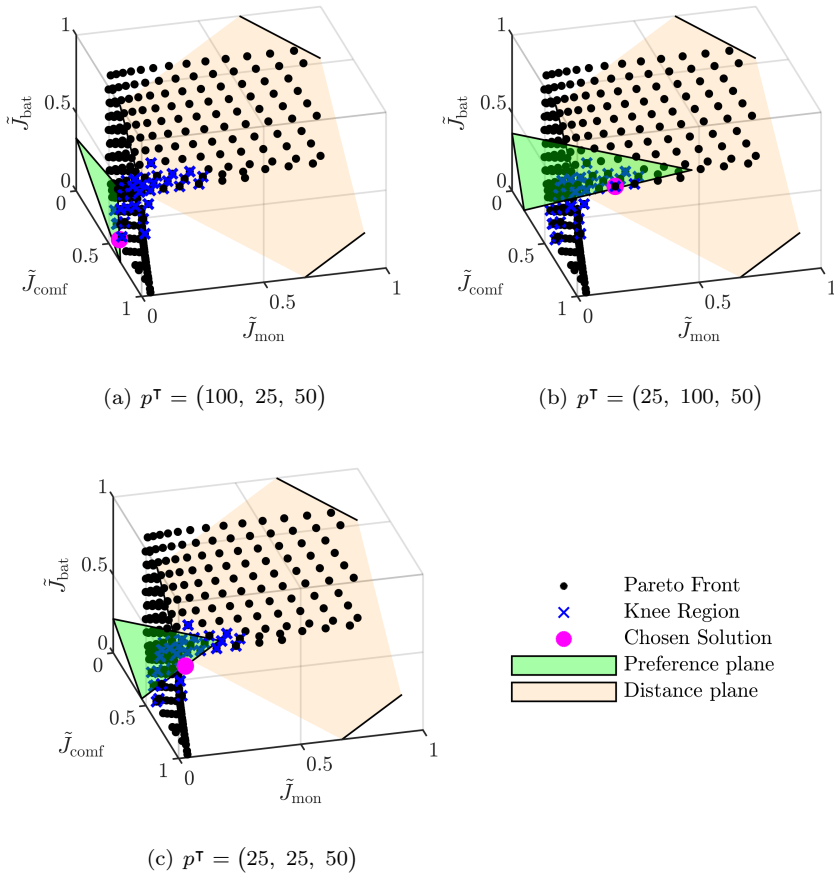 1
0.5
0
J̃bat
0
0.5
1
J̃comf
0
0.5
1
J̃mon
(a) pᵀ = (100, 25, 50)
1
0.5
0
J̃bat
0
0.5
1
J̃comf
0
0.5
1
J̃mon
(b) pᵀ = (25, 100, 50)
1
0.5
0
J̃bat
0
0.5
1
J̃comf
0
0.5
1
J̃mon
(c) pᵀ = (25, 25, 50)
Pareto Front
Knee Region
Chosen Solution
Preference plane
Distance plane